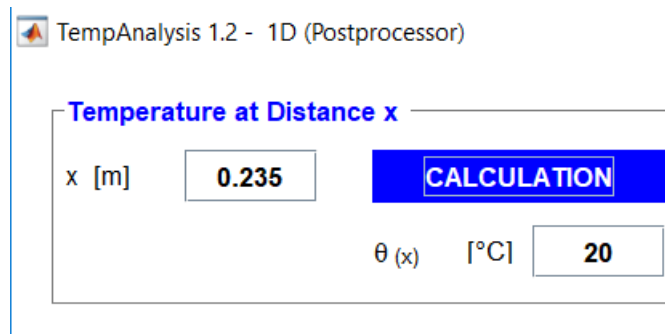 TempAnalysis 1.2 - 1D (Postprocessor)
Temperature at Distance x
x [m] 0.235 CALCULATION
θ (x) [°C] 20